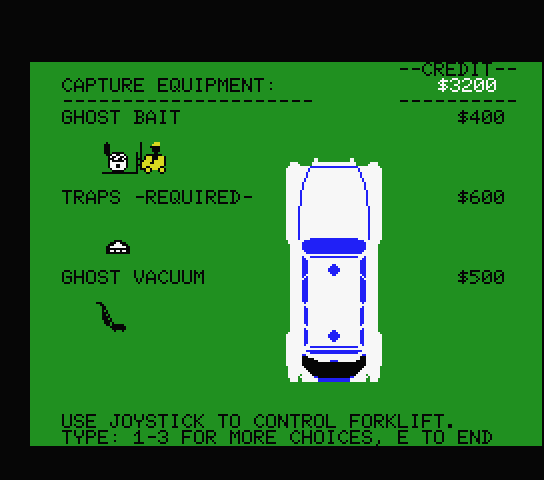 --CREDIT--
CAPTURE EQUIPMENT: $3200
--------------------- ----------
GHOST BAIT $400
TRAPS -REQUIRED- $600
GHOST VACUUM $500
USE JOYSTICK TO CONTROL FORKLIFT.
TYPE: 1-3 FOR MORE CHOICES, E TO END